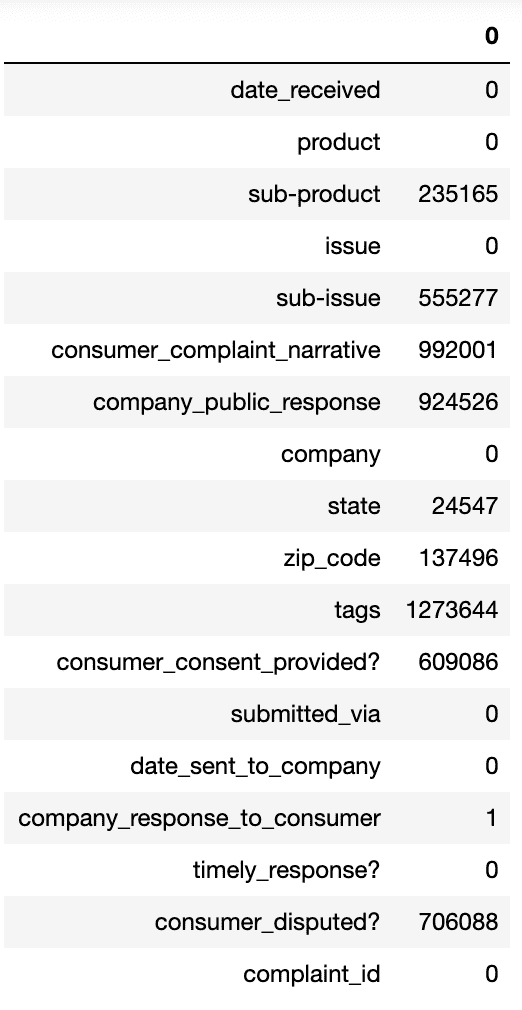 0
date_received 0
product 0
sub-product 235165
issue 0
sub-issue 555277
consumer_complaint_narrative 992001
company_public_response 924526
company 0
state 24547
zip_code 137496
tags 1273644
consumer_consent_provided? 609086
submitted_via 0
date_sent_to_company 0
company_response_to_consumer 1
timely_response? 0
consumer_disputed? 706088
complaint_id 0